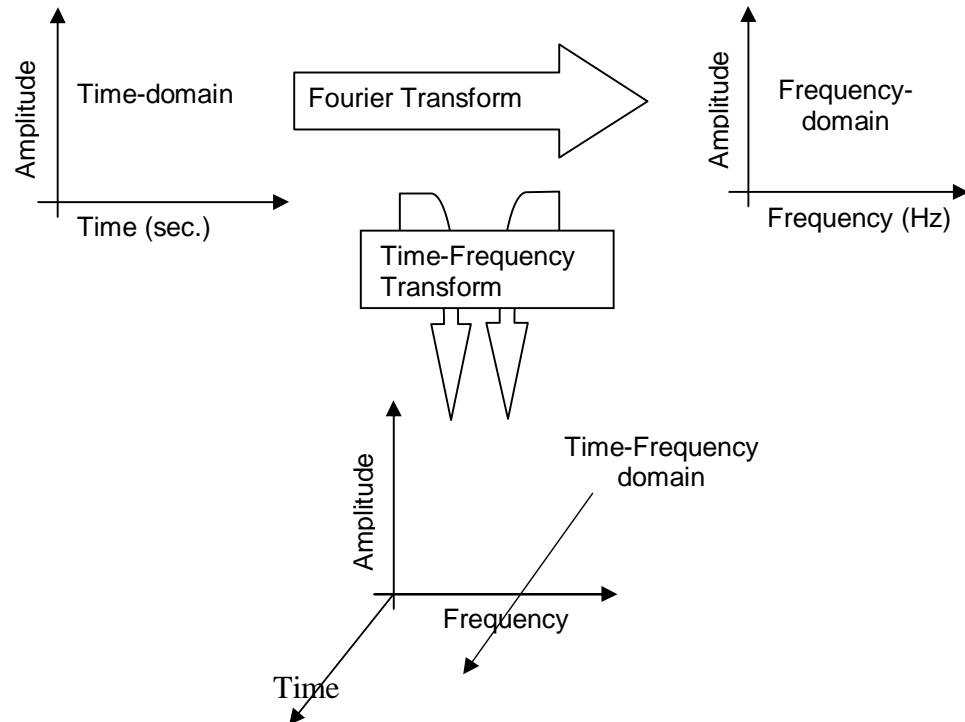 Amplitude
Time-domain
Time (sec.)
Fourier Transform
Amplitude
Frequency-
domain
Frequency (Hz)
Time-Frequency
Transform
Amplitude
Time-Frequency
domain
Frequency
Time